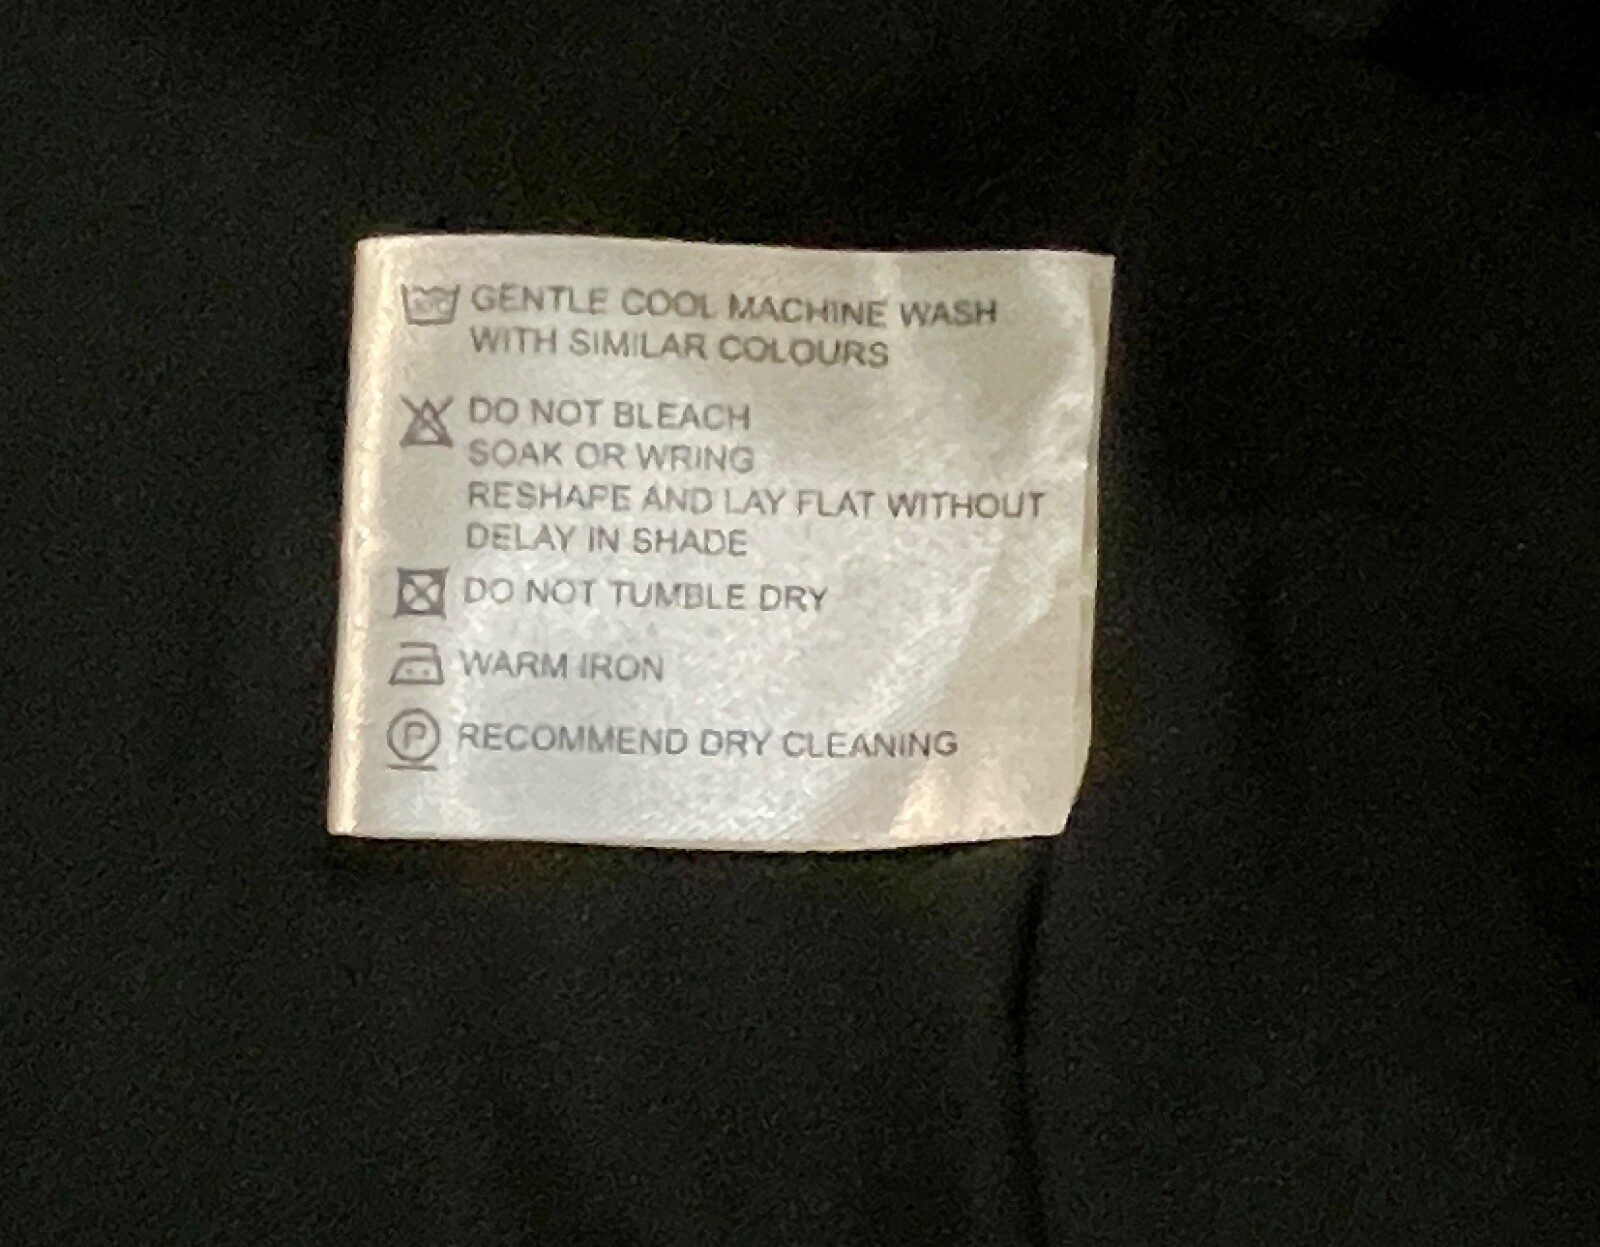 GENTLE COOL MACHINE WASH
WITH SIMILAR COLOURS
DO NOT BLEACH
SOAK OR WRING
RESHAPE AND LAY FLAT WITHOUT
DELAY IN SHADE
DO NOT TUMBLE DRY
WARM IRON
P RECOMMEND DRY CLEANING